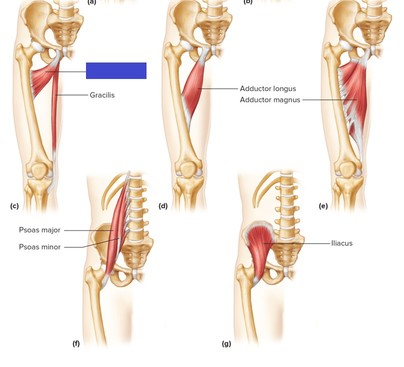 (a)
(b)
Gracilis
Adductor longus
Adductor magnus
(c)
(d)
(e)
Psoas major
Psoas minor
Iliacus
(f)
(g)